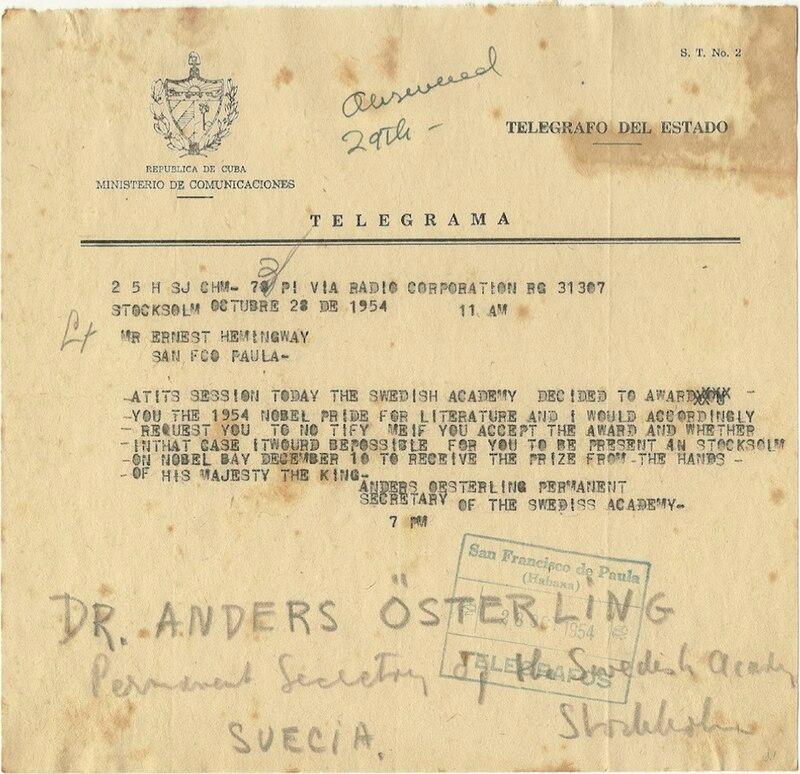 S. T. No. 2
Answered
29th -
TELEGRAFO DEL ESTADO
REPUBLICA DE CUBA
MINISTERIO DE COMUNICACIONES
TELEGRAMA
3
2 5 H SJ CHM- 78 PI VIA RADIO CORPORATION RG 31307
STOCKSOLM OCTUBRE 28 DE 1954 11 AM
Lt
MR ERNEST HEMINGWAY
SAN FCO PAULA-
-ATITS SESSION TODAY THE SWEDISH ACADEMY DECIDED TO AWARD
-YOU THE 1954 NOBEL PRIDE FOR LITERATURE AND I WOULD ACCORDINGLY
- REQUEST YOU TO NO TIFY MEIF YOU ACCEPT THE AWARD AND WHETHER
-INTHAT CASE ITWOURD BEPOSSIBLE FOR YOU TO BE PRESENT AN STOCKSOLM
-ON NOBEL BAY DECEMBER 10 TO RECEIVE THE PRIZE FROM-THE HANDS -
-OF HIS MAJESTY THE KING-
ANDERS OESTERLING PERMANENT
SECRETARY OF THE SWEDISS ACADEMY-
7 PM
San Francisco de Paula
(Habana)
1954
TELEGRAFOS
DR. ANDERS ÖSTERLING
Permanent Secretary of the Swedish Academy
Stockholm
SUECIA.